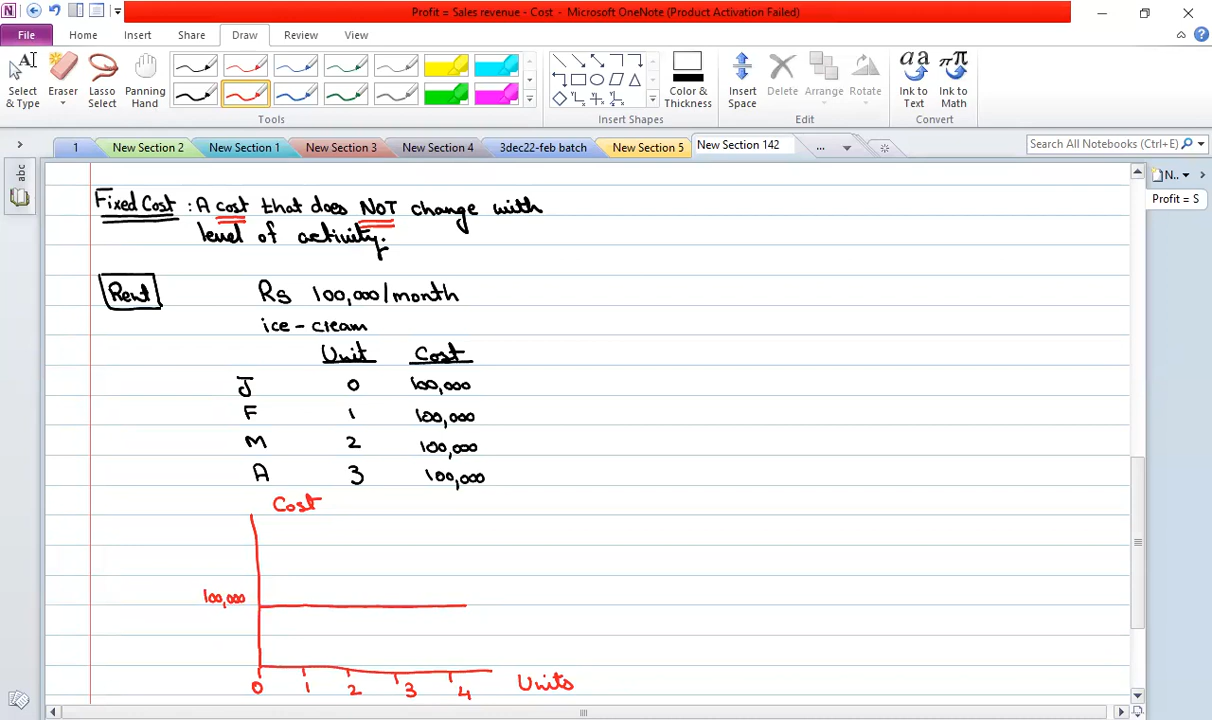 Profit = Sales revenue - Cost - Microsoft OneNote (Product Activation Failed)
File Home Insert Share Draw Review View
Select & Type Eraser Lasso Select Panning Hand Color & Thickness Insert Space Delete Arrange Rotate Ink to Text Ink to Math
Tools Insert Shapes Edit Convert
1 New Section 2 New Section 1 New Section 3 New Section 4 3dec22-feb batch New Section 5 New Section 142 ... Search All Notebooks (Ctrl+E)
abc
N..
Profit = S
Fixed Cost : A cost that does NOT change with
level of activity.
Rent Rs 100,000/month
ice-cream
Unit Cost
J 0 100,000
F 1 100,000
M 2 100,000
A 3 100,000
Cost
100,000
0 1 2 3 4 Units